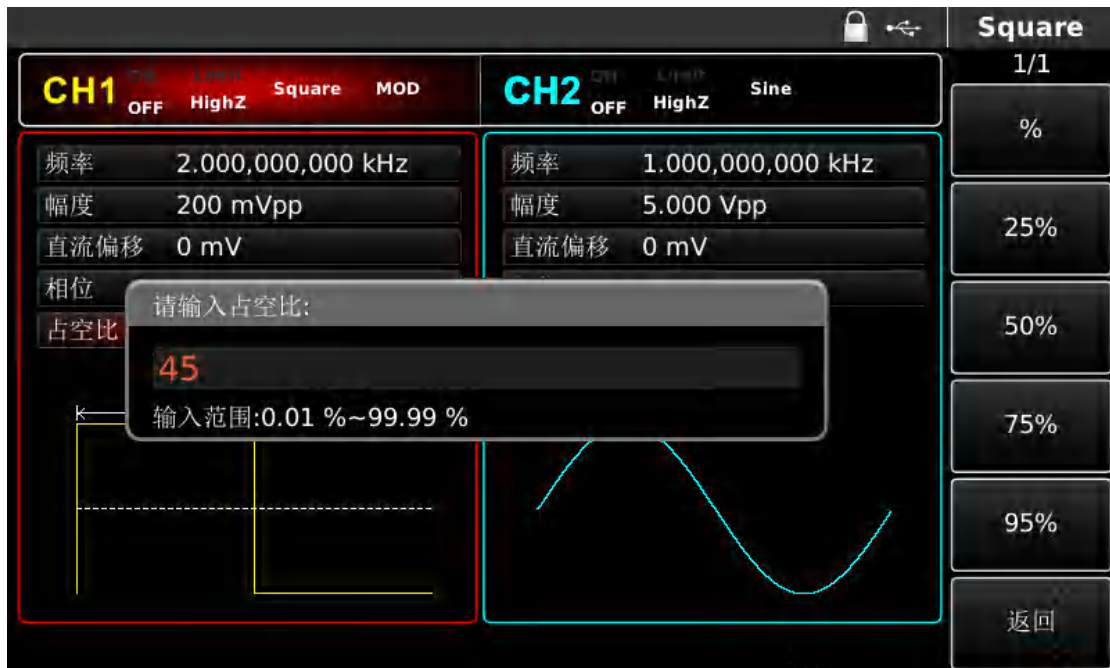 Square
1/1
CH1 OFF HighZ Square MOD
CH2 OFF HighZ Sine
频率 2.000,000,000 kHz
幅度 200 mVpp
直流偏移 0 mV
相位
占空比
频率 1.000,000,000 kHz
幅度 5.000 Vpp
直流偏移 0 mV
请输入占空比:
45
输入范围:0.01 %~99.99 %
%
25%
50%
75%
95%
返回